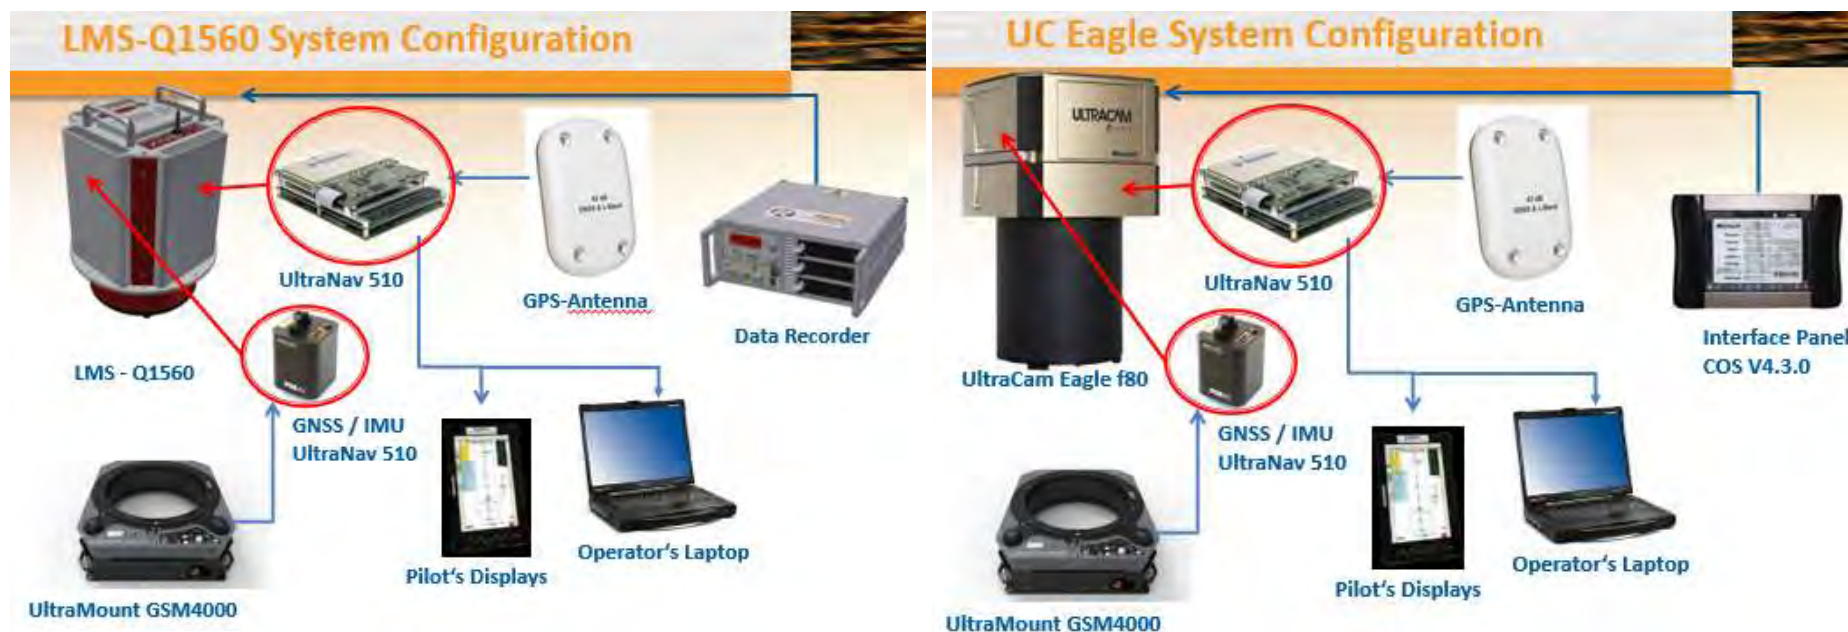 LMS-Q1560 System Configuration
UltraNav 510
GPS-Antenna
Data Recorder
LMS - Q1560
GNSS / IMU
UltraNav 510
Operator's Laptop
Pilot's Displays
UltraMount GSM4000
UC Eagle System Configuration
ULTRACAM
UltraNav 510
GPS-Antenna
Interface Panel
COS V4.3.0
UltraCam Eagle f80
GNSS / IMU
UltraNav 510
Operator's Laptop
Pilot's Displays
UltraMount GSM4000